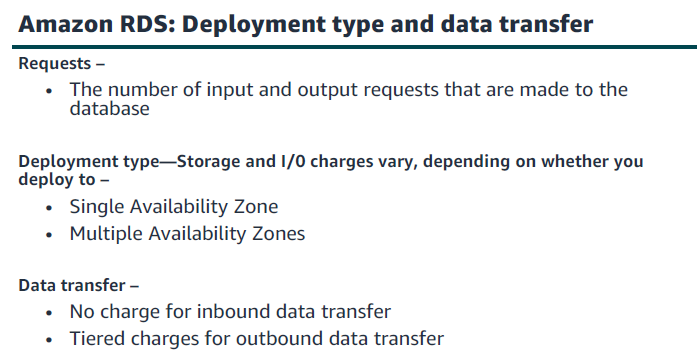 Amazon RDS: Deployment type and data transfer
Requests –
• The number of input and output requests that are made to the
database
Deployment type—Storage and I/0 charges vary, depending on whether you
deploy to –
• Single Availability Zone
• Multiple Availability Zones
Data transfer –
• No charge for inbound data transfer
• Tiered charges for outbound data transfer